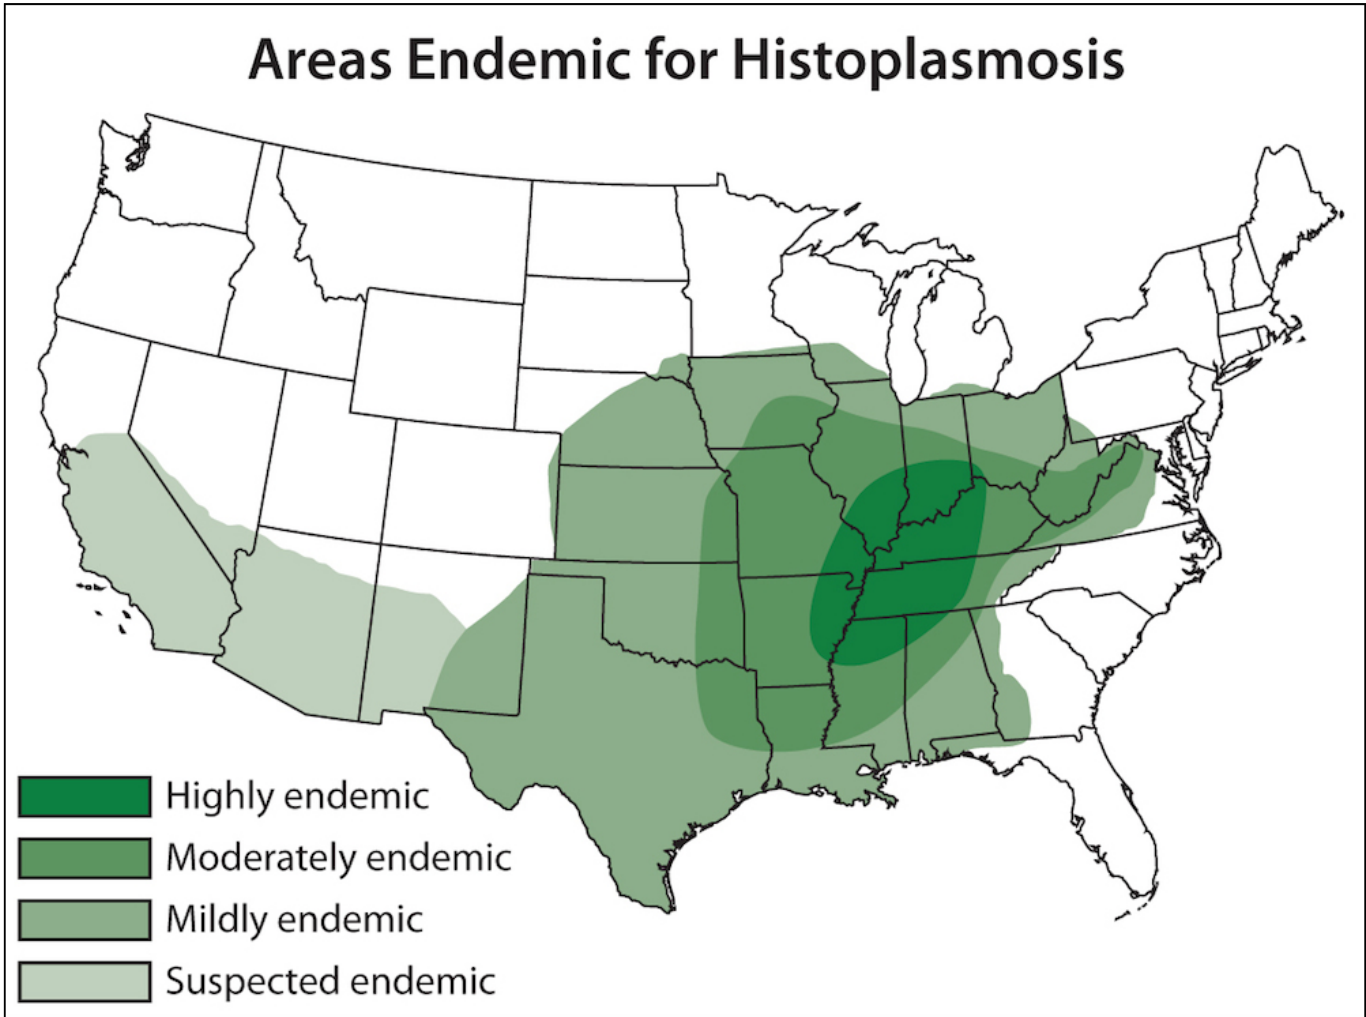 Areas Endemic for Histoplasmosis
Highly endemic
Moderately endemic
Mildly endemic
Suspected endemic